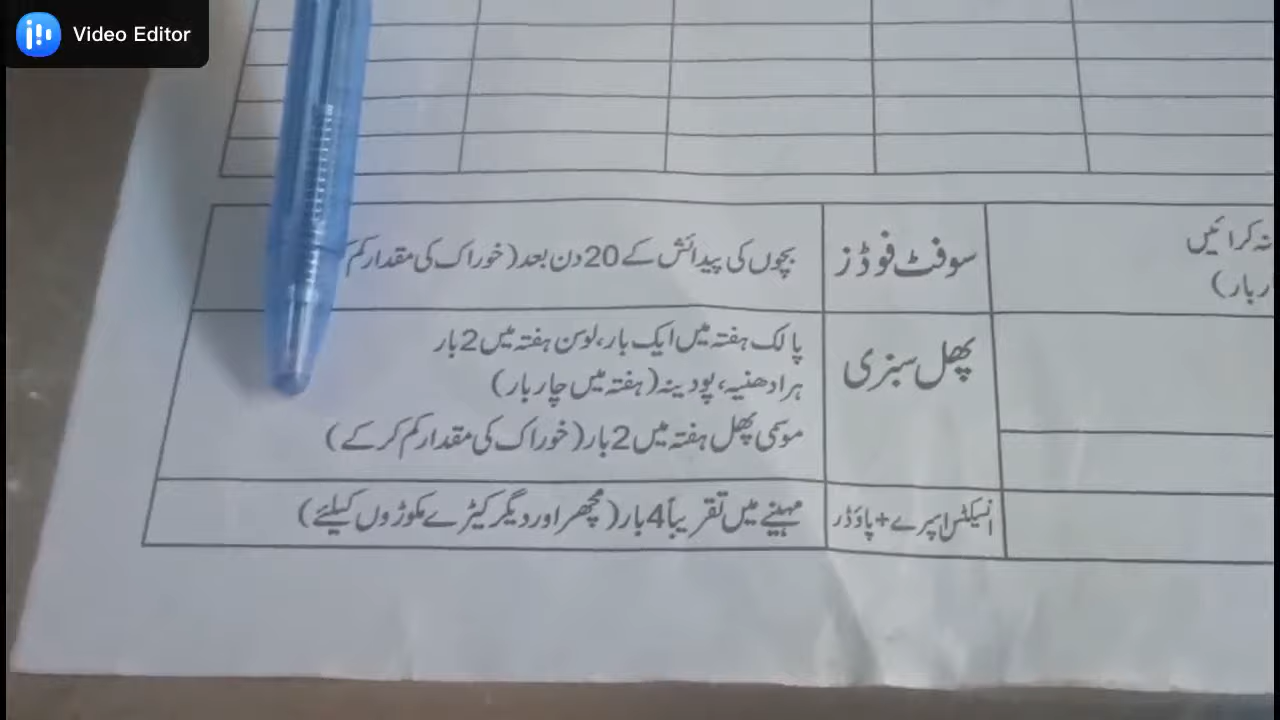 Video Editor
نہ کرائیں
سوفٹ فوڈز
بچوں کی پیدائش کے 20 دن بعد (خوراک کی مقدار کم
پھل سبزی
پالک ہفتہ میں ایک بار، لوسن ہفتہ میں 2 بار
ہرا دھنیہ، پودینہ (ہفتہ میں چار بار)
موسمی پھل ہفتہ میں 2 بار (خوراک کی مقدار کم کر کے)
انسیکٹس اسپرے + پاؤڈر
مہینے میں تقریباً 4 بار (مچھر اور دیگر کیڑے مکوڑوں کیلئے)